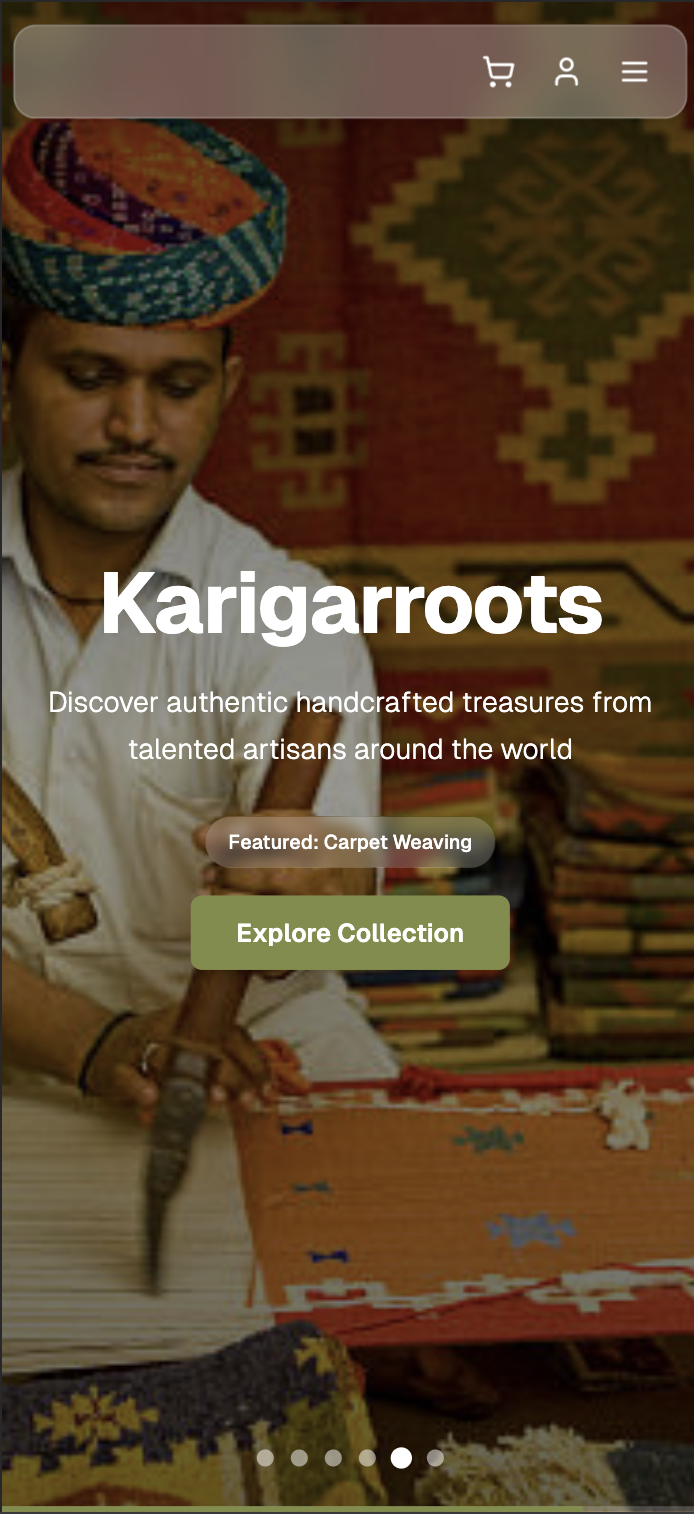 Karigarroots
Discover authentic handcrafted treasures from
talented artisans around the world
Featured: Carpet Weaving
Explore Collection